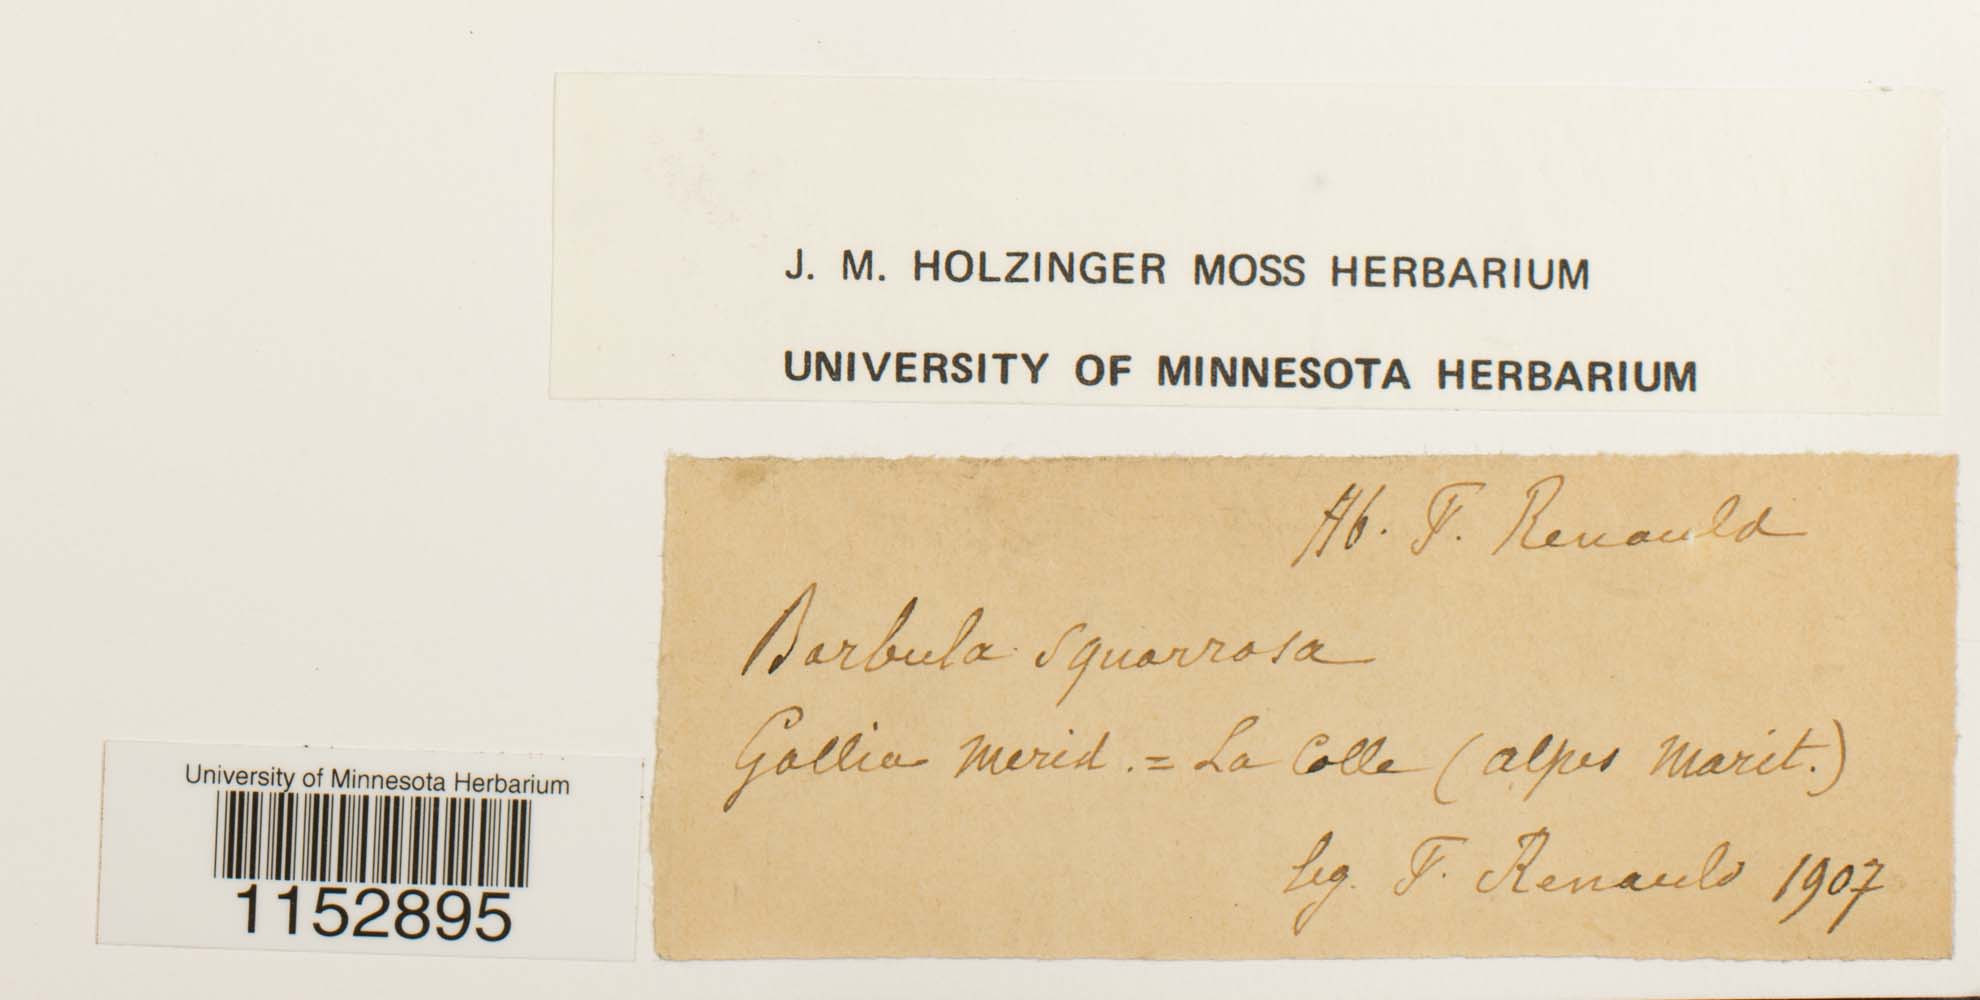 J. M. HOLZINGER MOSS HERBARIUM
UNIVERSITY OF MINNESOTA HERBARIUM
Hb. F. Renauld
Barbula squarrosa
Gallia merid. = La Colle (alpes marit.)
leg. F. Renauld 1907
University of Minnesota Herbarium
1152895